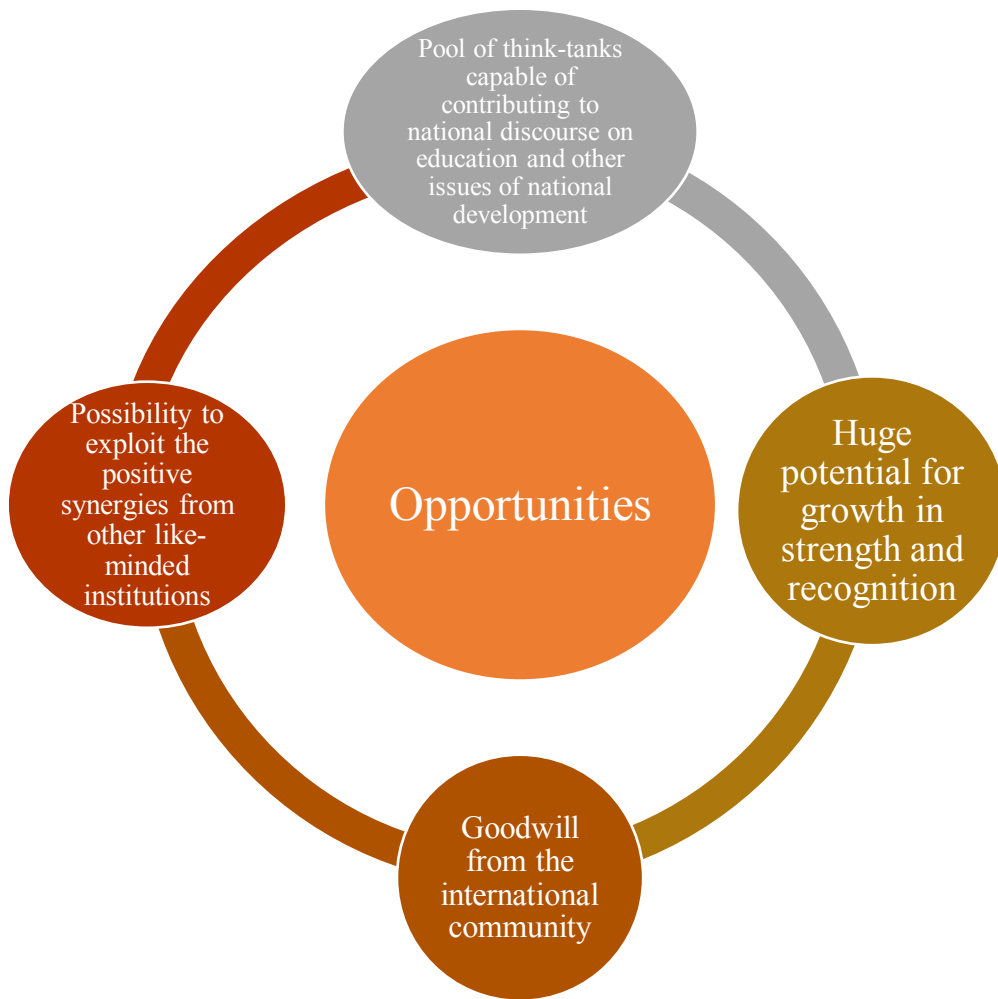 Pool of think-tanks
capable of
contributing to
national discourse on
education and other
issues of national
development
Huge
potential for
growth in
strength and
recognition
Goodwill
from the
international
community
Possibility to
exploit the
positive
synergies from
other like-
minded
institutions
Opportunities